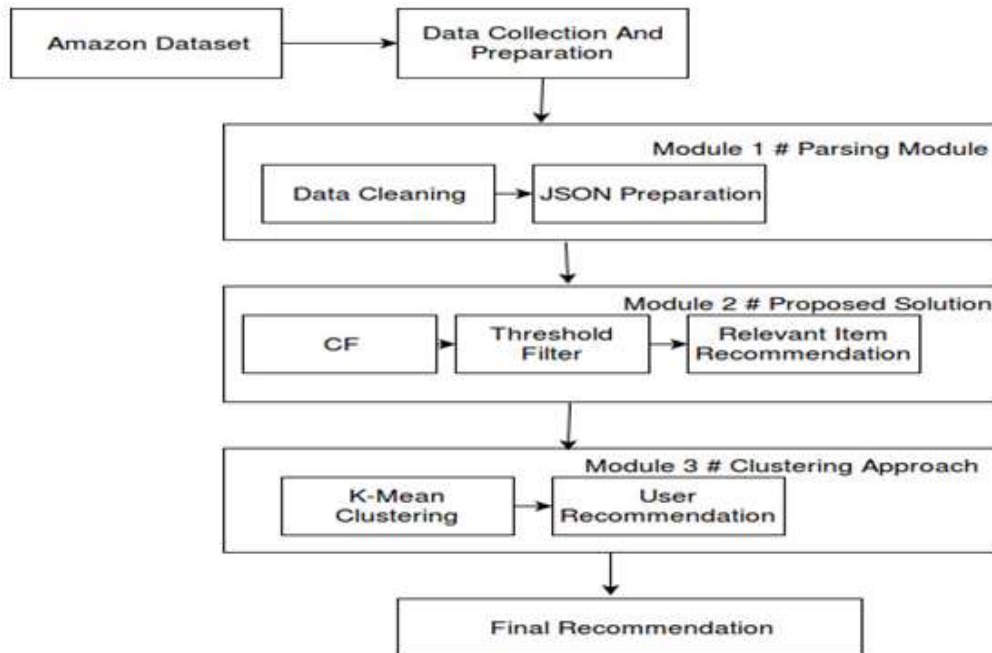 Amazon Dataset
Data Collection And
Preparation
Module 1 # Parsing Module
Data Cleaning
JSON Preparation
Module 2 # Proposed Solution
CF
Threshold
Filter
Relevant Item
Recommendation
Module 3 # Clustering Approach
K-Mean
Clustering
User
Recommendation
Final Recommendation